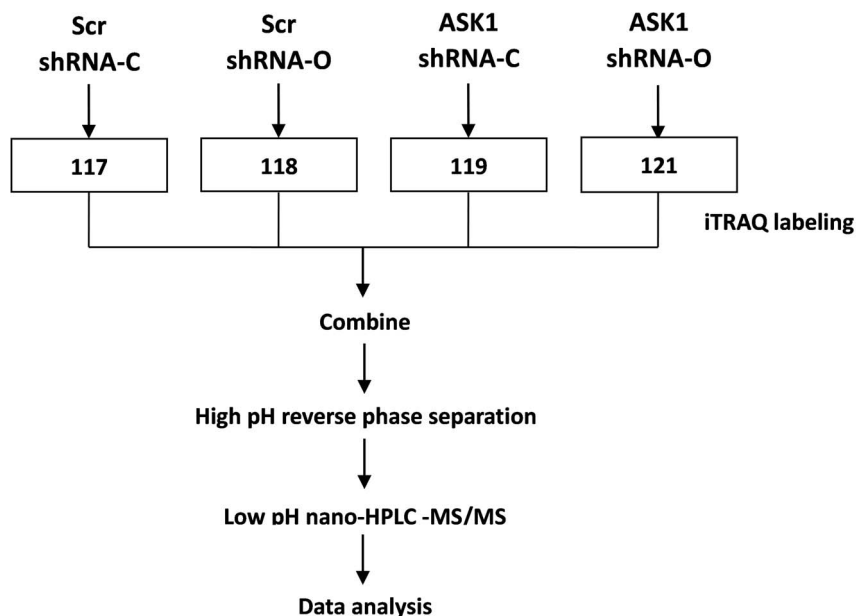 Scr
shRNA-C
Scr
shRNA-O
ASK1
shRNA-C
ASK1
shRNA-O
117
118
119
121
iTRAQ labeling
Combine
High pH reverse phase separation
Low pH nano-HPLC -MS/MS
Data analysis